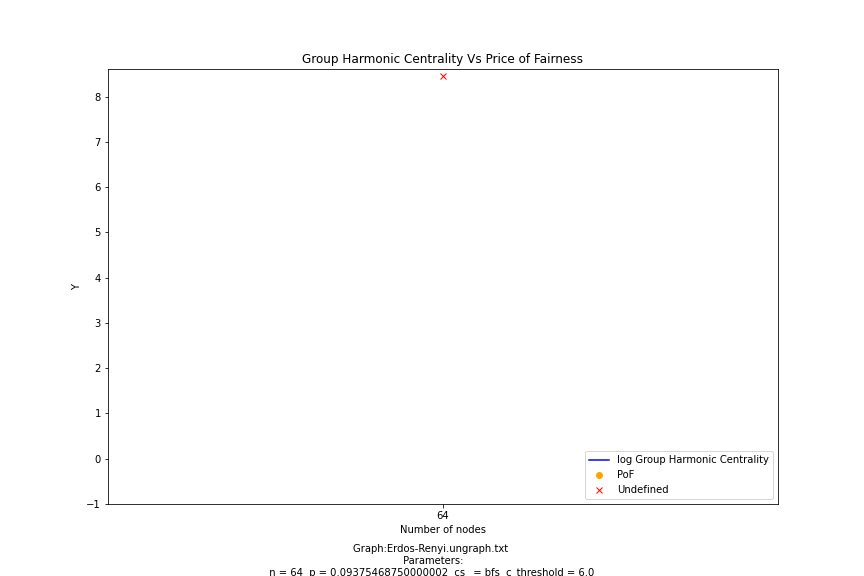 Group Harmonic Centrality Vs Price of Fairness
8
7
6
5
4
3
2
1
0
−1
Y
log Group Harmonic Centrality
PoF
Undefined
64
Number of nodes
Graph:Erdos-Renyi.ungraph.txt
Parameters:
n = 64 p = 0.09375468750000002 cs = bfs c_threshold = 6.0